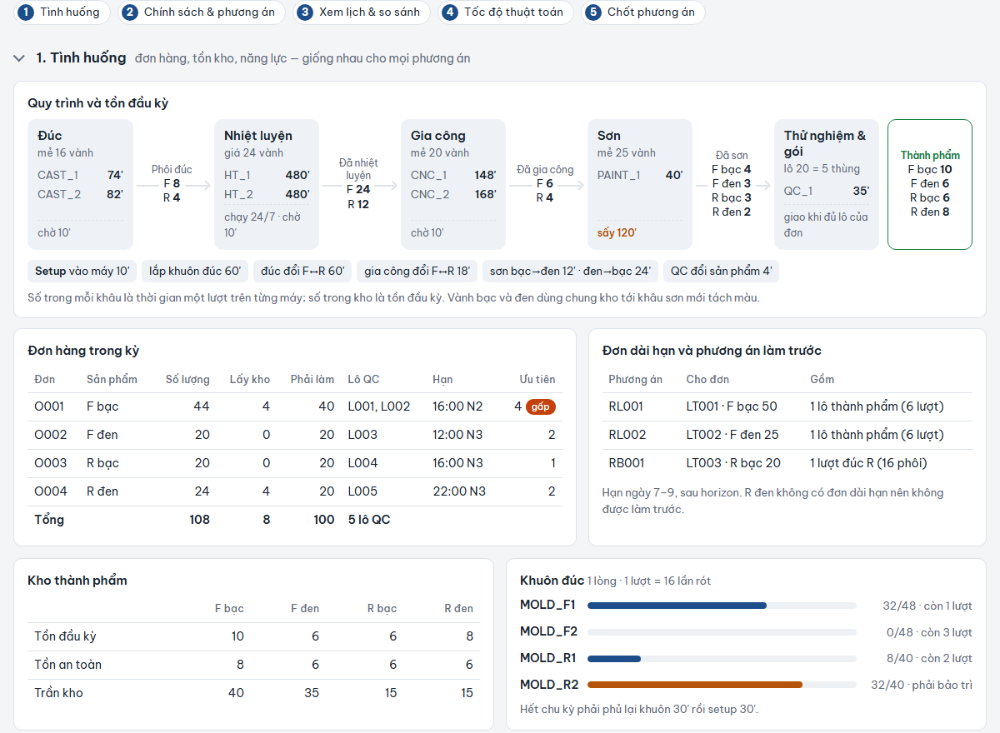 1 Tình huống 2 Chính sách & phương án 3 Xem lịch & so sánh 4 Tốc độ thuật toán 5 Chốt phương án
1. Tình huống đơn hàng, tồn kho, năng lực — giống nhau cho mọi phương án
Quy trình và tồn đầu kỳ
Đúc
mẻ 16 vành
CAST_1 74'
CAST_2 82'
chờ 10'
Phôi đúc
F 8
R 4
Nhiệt luyện
giá 24 vành
HT_1 480'
HT_2 480'
chạy 24/7 · chờ
10'
Đã nhiệt
luyện
F 24
R 12
Gia công
mẻ 20 vành
CNC_1 148'
CNC_2 168'
chờ 10'
Đã gia công
F 6
R 4
Sơn
mẻ 25 vành
PAINT_1 40'
sấy 120'
Đã sơn
F bạc 4
F đen 3
R bạc 3
R đen 2
Thử nghiệm &
gói
lô 20 = 5 thùng
QC_1 35'
giao khi đủ lô của
đơn
Thành phẩm
F bạc 10
F đen 6
R bạc 6
R đen 8
Setup vào máy 10' lắp khuôn đúc 60' đúc đổi F↔R 60' gia công đổi F↔R 18' sơn bạc→đen 12' · đen→bạc 24' QC đổi sản phẩm 4'
Số trong mỗi khâu là thời gian một lượt trên từng máy; số trong kho là tồn đầu kỳ. Vành bạc và đen dùng chung kho tới khâu sơn mới tách màu.
Đơn hàng trong kỳ
Đơn Sản phẩm Số lượng Lấy kho Phải làm Lô QC Hạn Ưu tiên
O001 F bạc 44 4 40 L001, L002 16:00 N2 4 gấp
O002 F đen 20 0 20 L003 12:00 N3 2
O003 R bạc 20 0 20 L004 16:00 N3 1
O004 R đen 24 4 20 L005 22:00 N3 2
Tổng 108 8 100 5 lô QC
Đơn dài hạn và phương án làm trước
Phương án Cho đơn Gồm
RL001 LT001 · F bạc 50 1 lô thành phẩm (6 lượt)
RL002 LT002 · F đen 25 1 lô thành phẩm (6 lượt)
RB001 LT003 · R bạc 20 1 lượt đúc R (16 phôi)
Hạn ngày 7–9, sau horizon. R đen không có đơn dài hạn nên không
được làm trước.
Kho thành phẩm
F bạc F đen R bạc R đen
Tồn đầu kỳ 10 6 6 8
Tồn an toàn 8 6 6 6
Trần kho 40 35 15 15
Khuôn đúc 1 lòng · 1 lượt = 16 lần rót
MOLD_F1 32/48 · còn 1 lượt
MOLD_F2 0/48 · còn 3 lượt
MOLD_R1 8/40 · còn 2 lượt
MOLD_R2 32/40 · phải bảo trì
Hết chu kỳ phải phủ lại khuôn 30' rồi setup 30'.